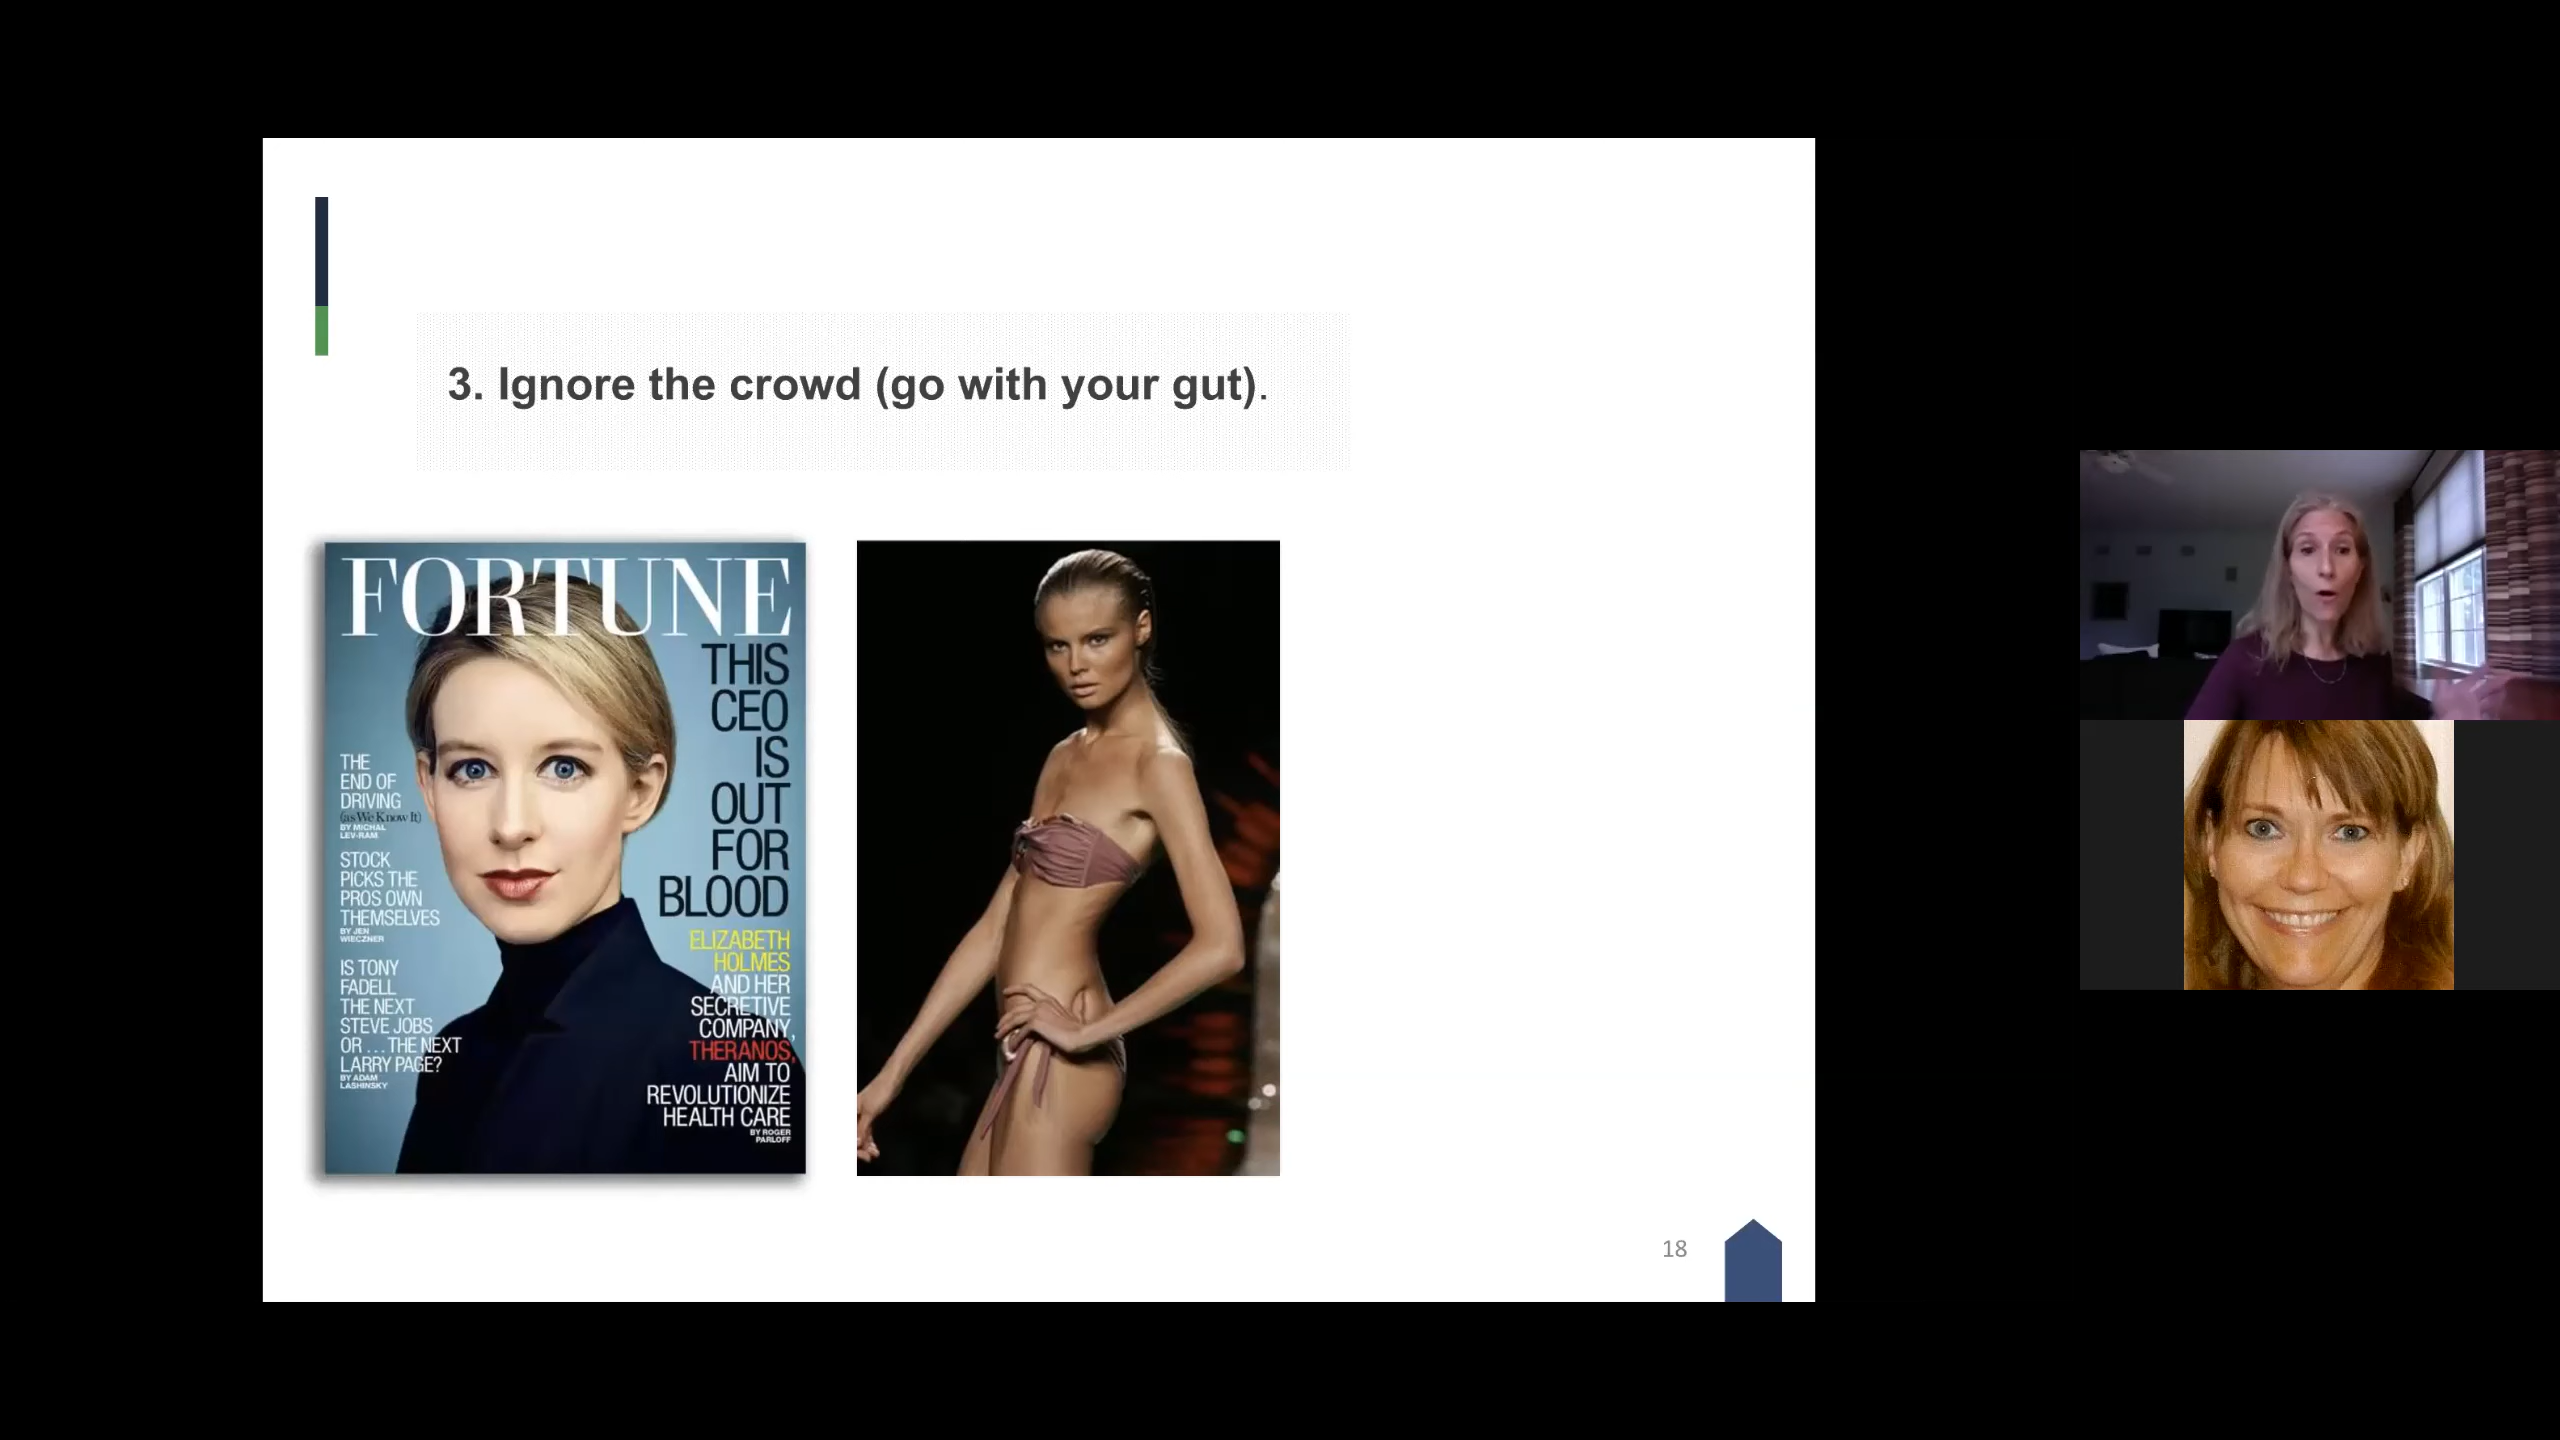 3. Ignore the crowd (go with your gut).
FORTUNE
THIS
CEO
IS
OUT
FOR
BLOOD
ELIZABETH
HOLMES
AND HER
SECRETIVE
COMPANY,
THERANOS,
AIM TO
REVOLUTIONIZE
HEALTH CARE
BY ROGER
PARLOFF
THE
END OF
DRIVING
(as We Know It)
BY MICHAL
LEV-RAM
STOCK
PICKS THE
PROS OWN
THEMSELVES
BY JEN
WIECZNER
IS TONY
FADELL
THE NEXT
STEVE JOBS
OR ... THE NEXT
LARRY PAGE?
BY ADAM
LASHINSKY
18